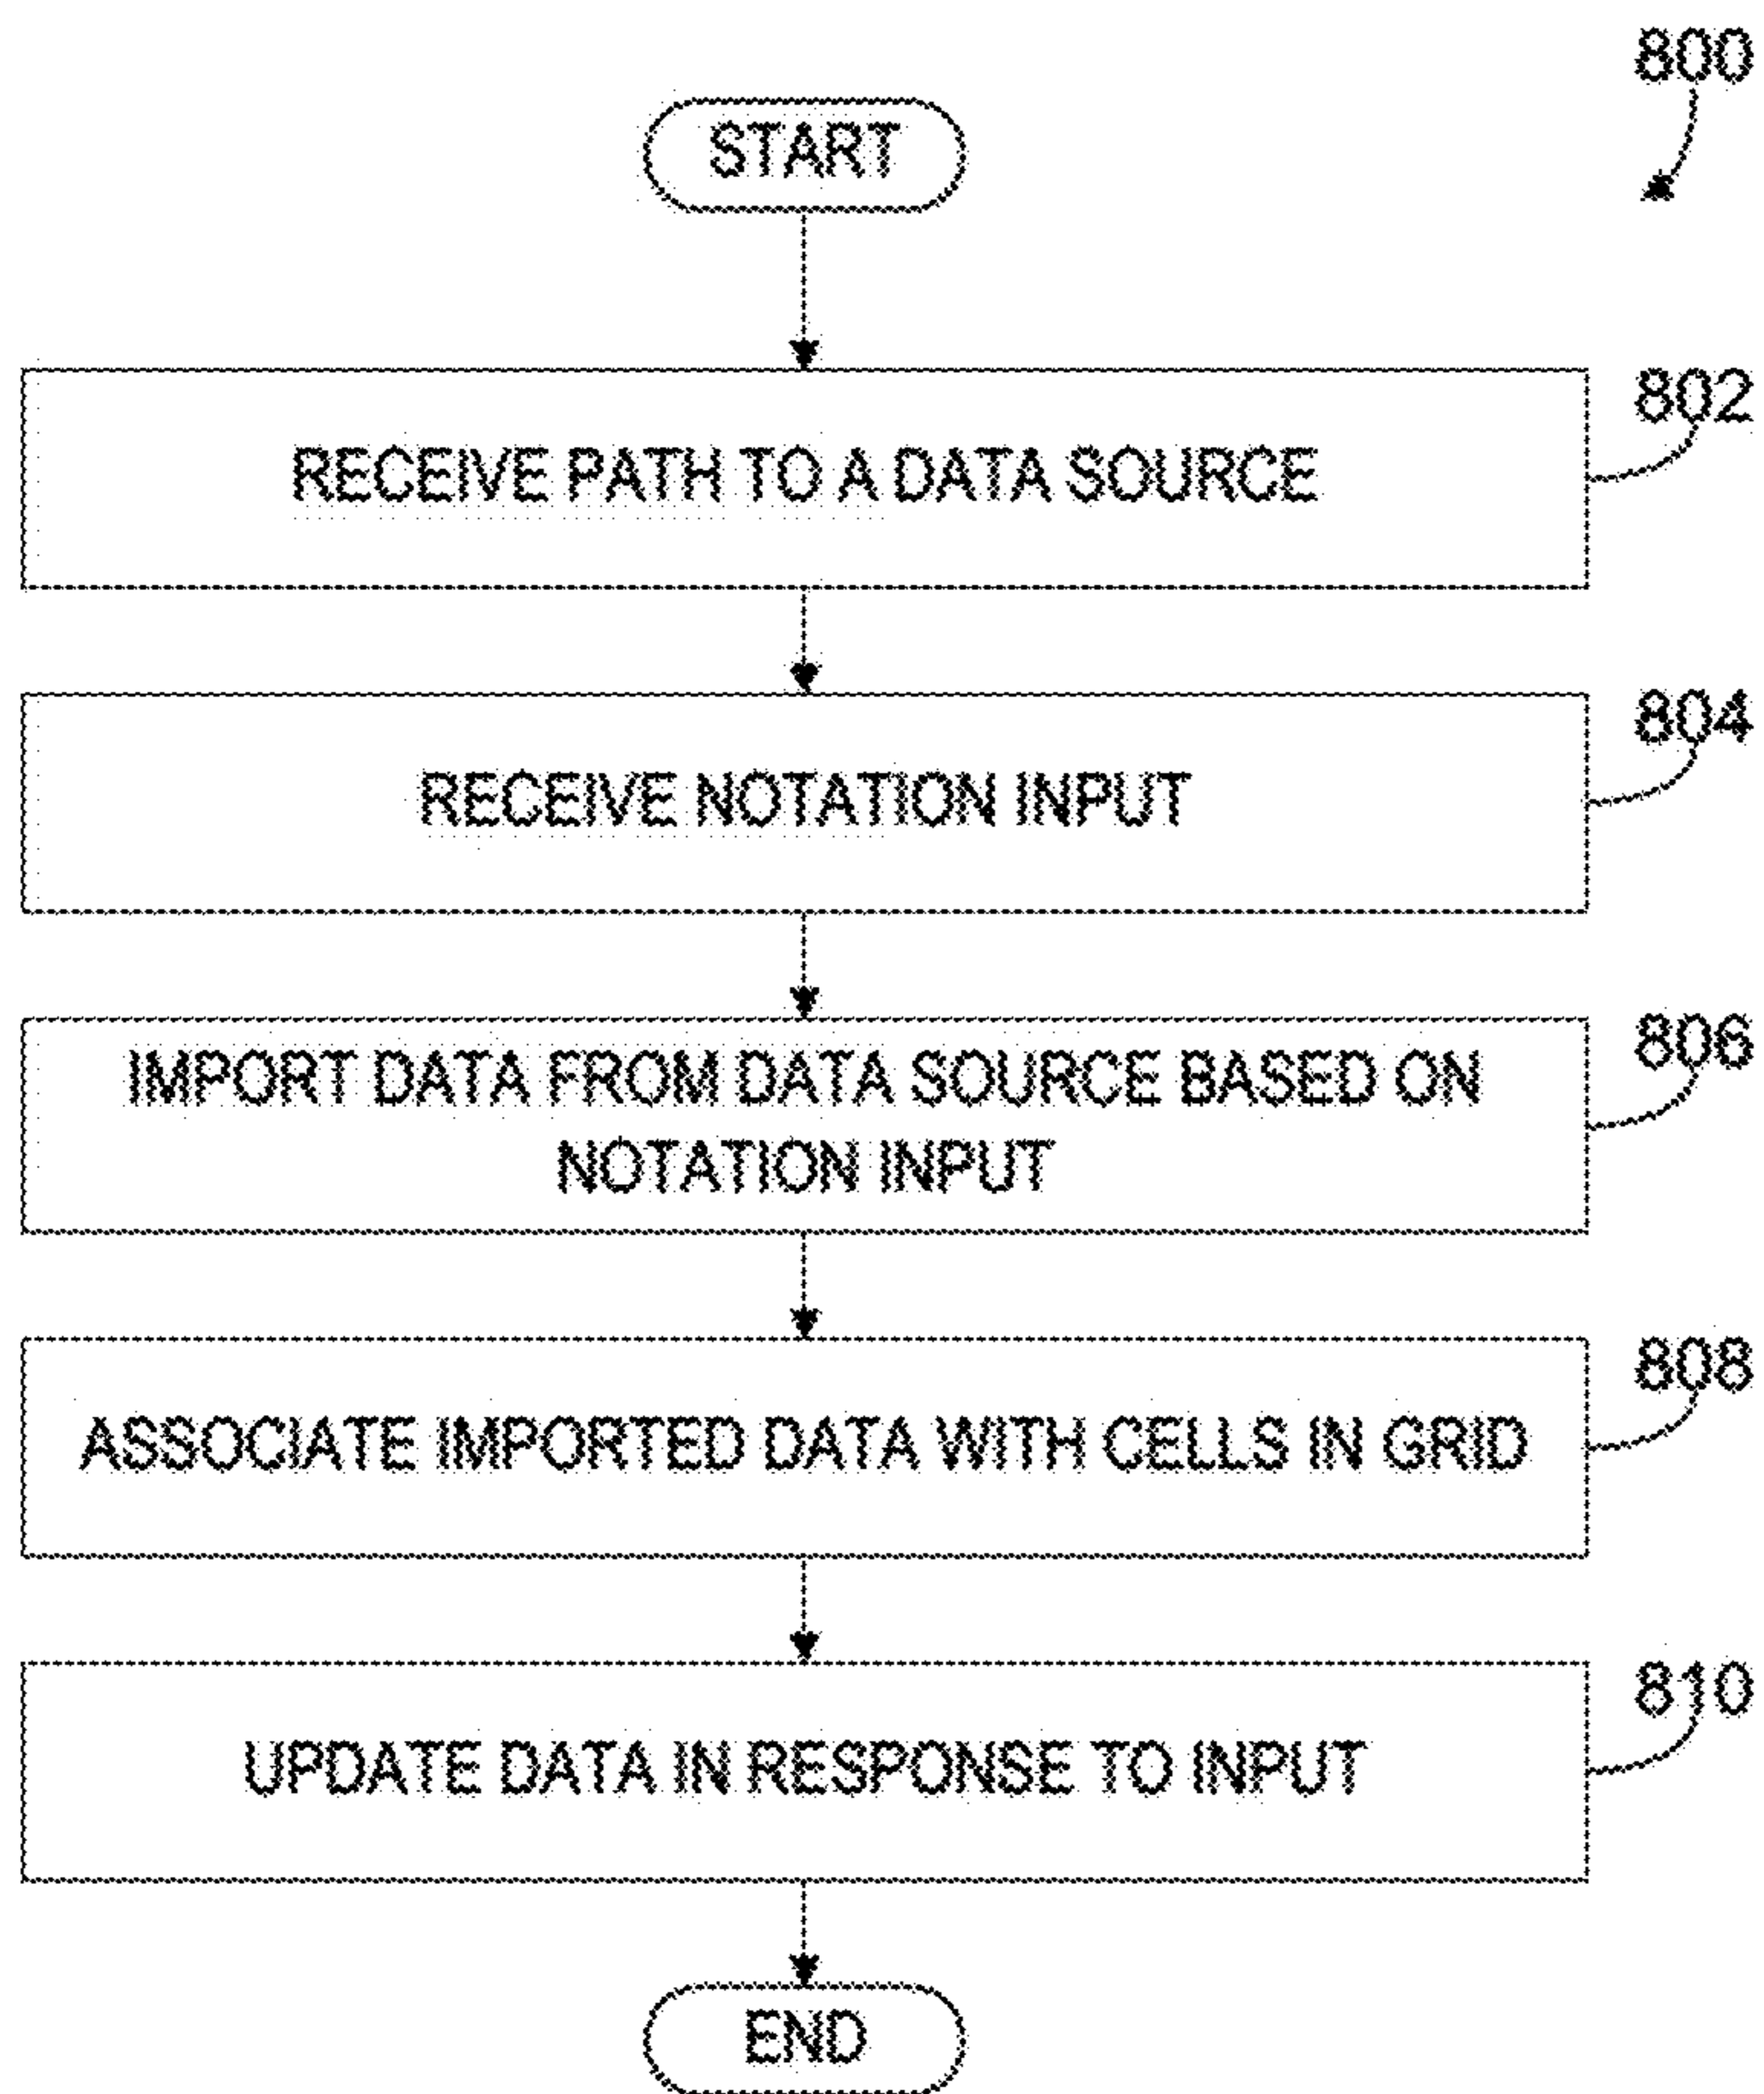 800
START
802
RECEIVE PATH TO A DATA SOURCE
804
RECEIVE NOTATION INPUT
806
IMPORT DATA FROM DATA SOURCE BASED ON
NOTATION INPUT
808
ASSOCIATE IMPORTED DATA WITH CELLS IN GRID
810
UPDATE DATA IN RESPONSE TO INPUT
END